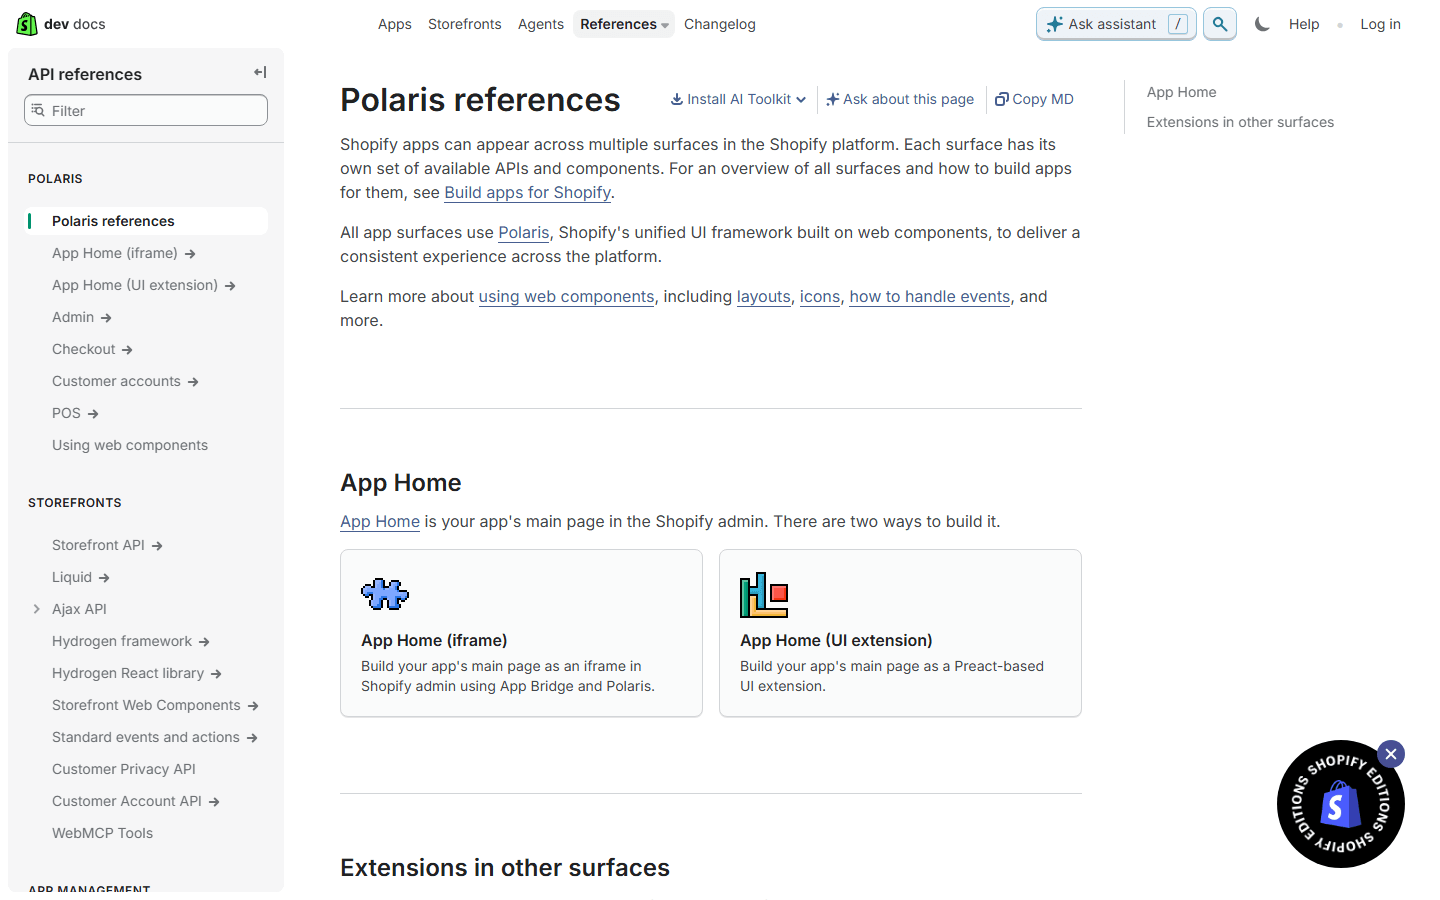 dev docs
Apps Storefronts Agents References Changelog
Ask assistant /
Help Log in
API references
Filter
POLARIS
Polaris references
App Home (iframe)
App Home (UI extension)
Admin
Checkout
Customer accounts
POS
Using web components
STOREFRONTS
Storefront API
Liquid
Ajax API
Hydrogen framework
Hydrogen React library
Storefront Web Components
Standard events and actions
Customer Privacy API
Customer Account API
WebMCP Tools
APP MANAGEMENT
Polaris references
Install AI Toolkit
Ask about this page
Copy MD
Shopify apps can appear across multiple surfaces in the Shopify platform. Each surface has its
own set of available APIs and components. For an overview of all surfaces and how to build apps
for them, see Build apps for Shopify.
All app surfaces use Polaris, Shopify's unified UI framework built on web components, to deliver a
consistent experience across the platform.
Learn more about using web components, including layouts, icons, how to handle events, and
more.
App Home
App Home is your app's main page in the Shopify admin. There are two ways to build it.
App Home (iframe)
Build your app's main page as an iframe in
Shopify admin using App Bridge and Polaris.
App Home (UI extension)
Build your app's main page as a Preact-based
UI extension.
Extensions in other surfaces
App Home
Extensions in other surfaces
SHOPIFY EDITIONS SHOPIFY EDITIONS